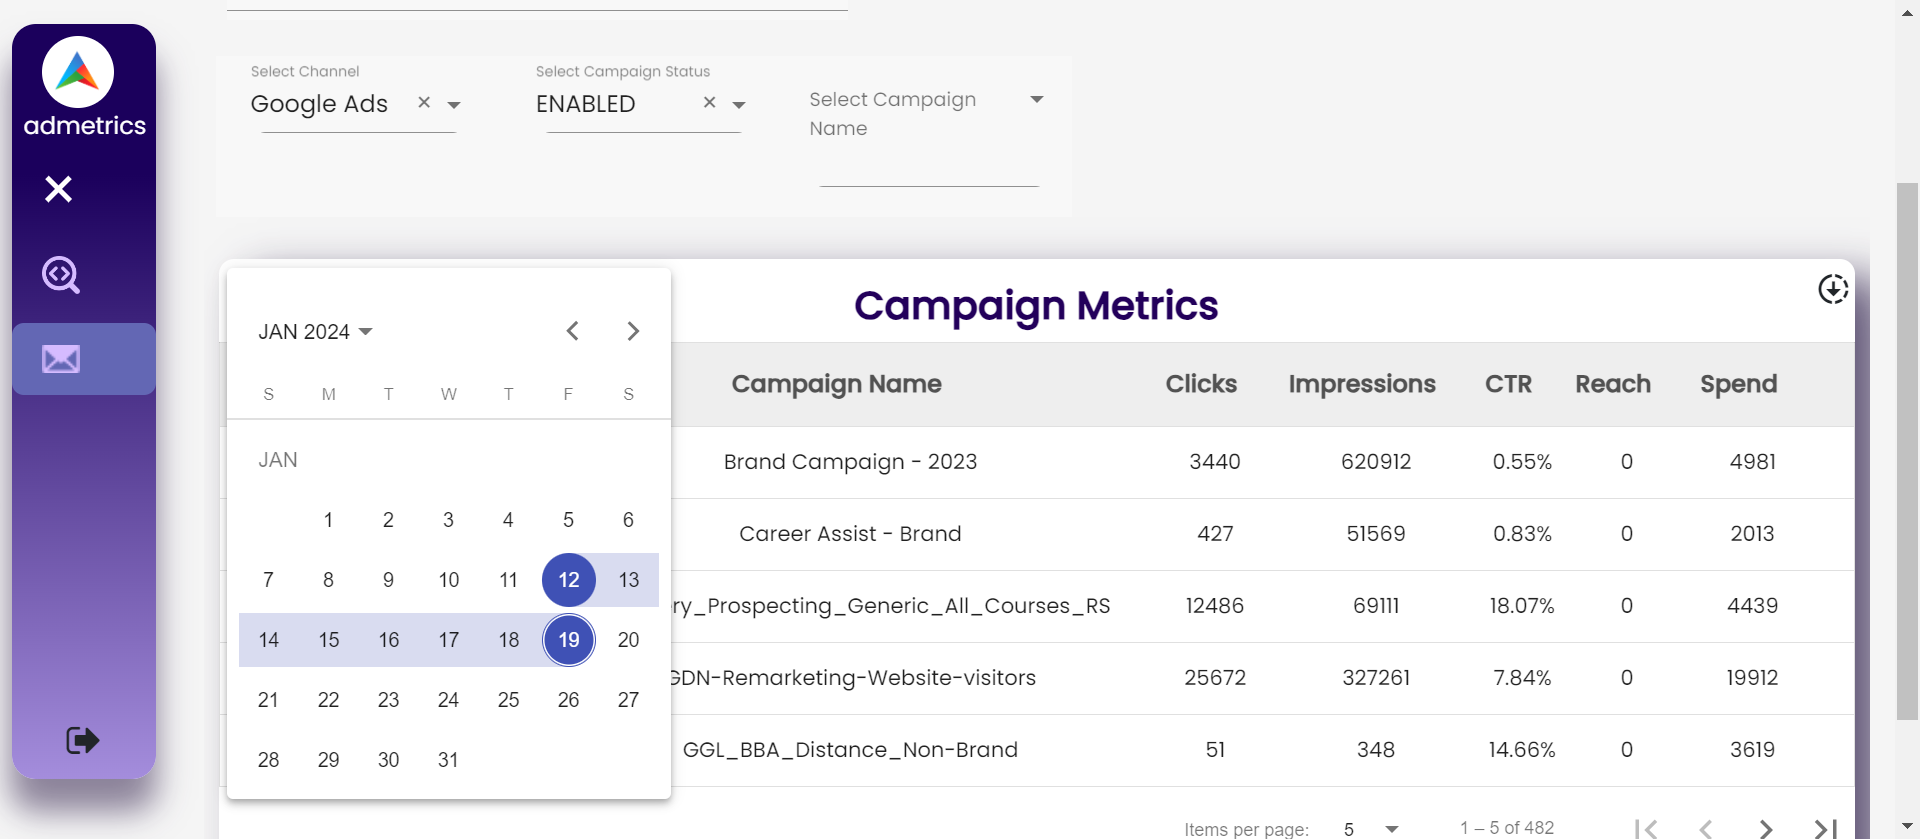 admetrics
Select Channel
Google Ads
Select Campaign Status
ENABLED
Select Campaign
Name
Campaign Metrics
JAN 2024
S M T W T F S
JAN
1 2 3 4 5 6
7 8 9 10 11 12 13
14 15 16 17 18 19 20
21 22 23 24 25 26 27
28 29 30 31
Campaign Name Clicks Impressions CTR Reach Spend
Brand Campaign - 2023 3440 620912 0.55% 0 4981
Career Assist - Brand 427 51569 0.83% 0 2013
ry_Prospecting_Generic_All_Courses_RS 12486 69111 18.07% 0 4439
GDN-Remarketing-Website-visitors 25672 327261 7.84% 0 19912
GGL_BBA_Distance_Non-Brand 51 348 14.66% 0 3619
Items per page: 5 1 – 5 of 482